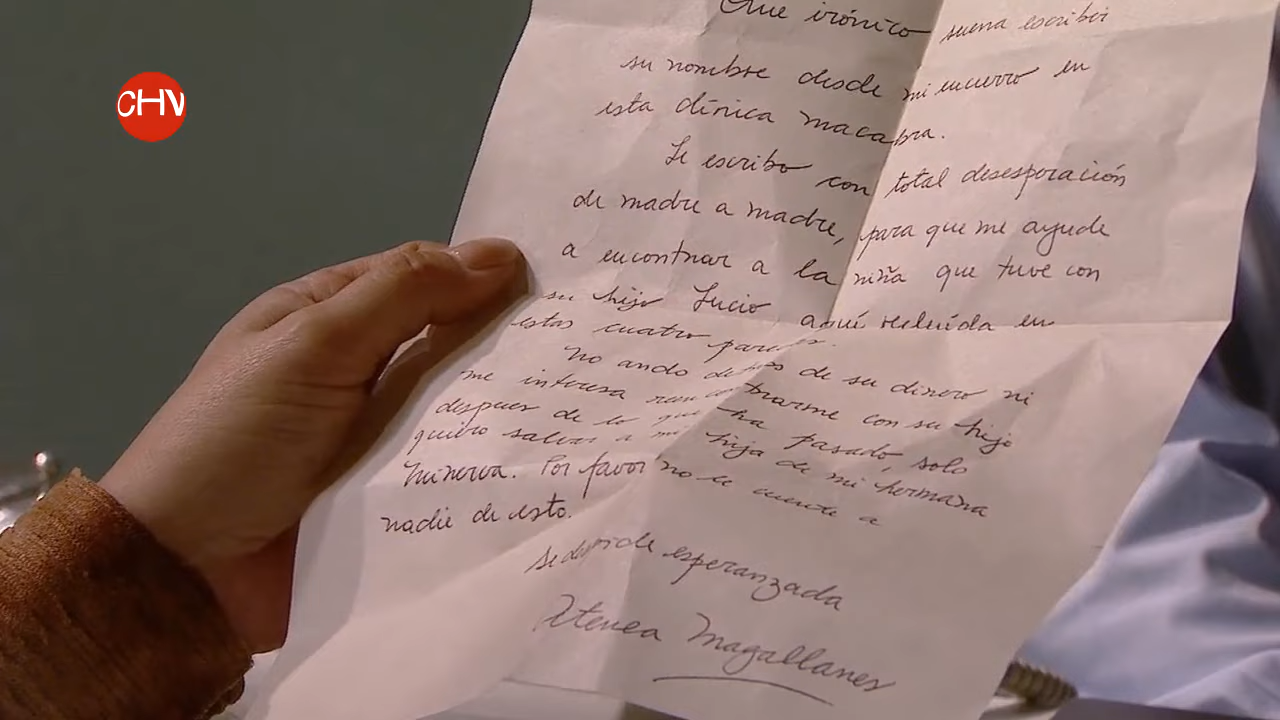 CHV
Que irónico suena escribir
su nombre desde mi encierro en
esta clínica macabra.
Le escribo con total desesperación
de madre a madre, para que me ayude
a encontrar a la niña que tuve con
su hijo Lucio aquí recluída en
estas cuatro paredes.
No ando detrás de su dinero ni
me interesa reencontrarme con su hijo
despues de lo que ha pasado, solo
quiero salvar a mi hija de mi hermana
Minerva. Por favor no le cuente a
nadie de esto.
Se despide esperanzada
Atenea Magallanes